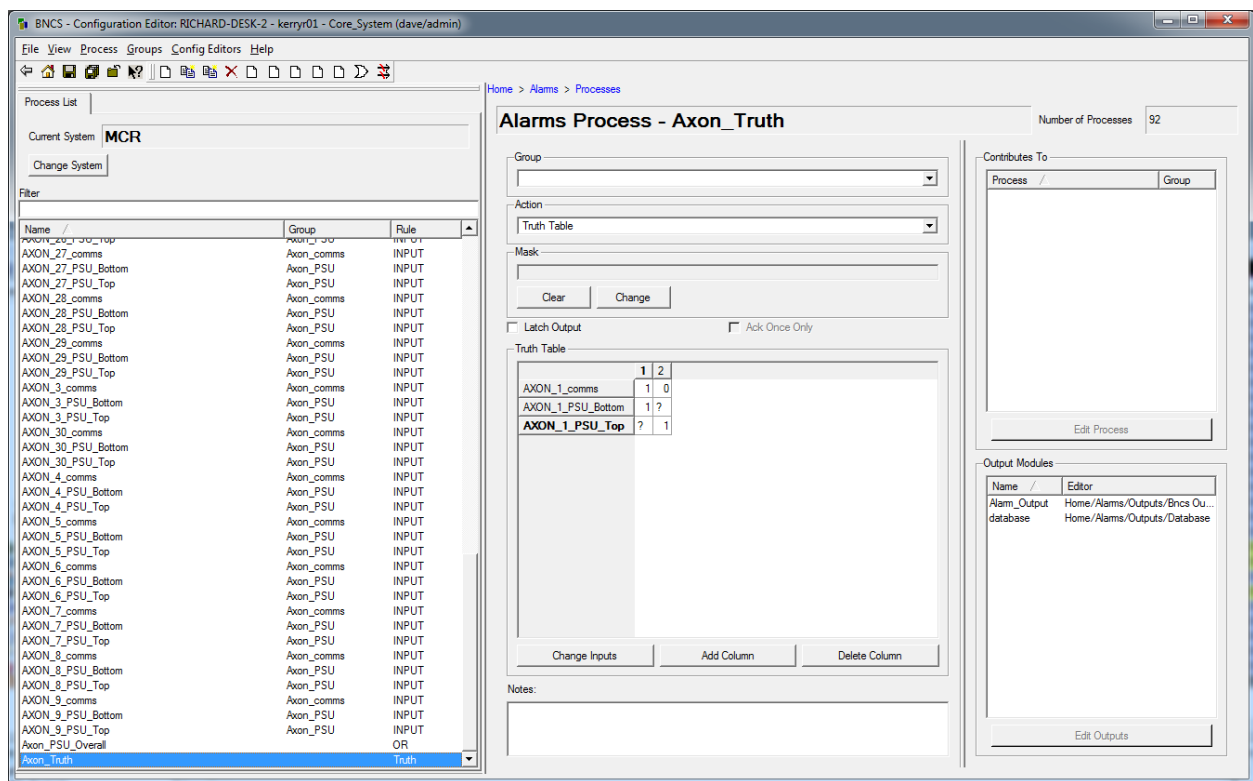 BNCS - Configuration Editor: RICHARD-DESK-2 - kerryr01 - Core_System (dave/admin)
File View Process Groups Config Editors Help
Process List
Current System MCR
Change System
Filter
Name Group Rule
AXON_26_PSU_Top Axon_PSU INPUT
AXON_27_comms Axon_comms INPUT
AXON_27_PSU_Bottom Axon_PSU INPUT
AXON_27_PSU_Top Axon_PSU INPUT
AXON_28_comms Axon_comms INPUT
AXON_28_PSU_Bottom Axon_PSU INPUT
AXON_28_PSU_Top Axon_PSU INPUT
AXON_29_comms Axon_comms INPUT
AXON_29_PSU_Bottom Axon_PSU INPUT
AXON_29_PSU_Top Axon_PSU INPUT
AXON_3_comms Axon_comms INPUT
AXON_3_PSU_Bottom Axon_PSU INPUT
AXON_3_PSU_Top Axon_PSU INPUT
AXON_30_comms Axon_comms INPUT
AXON_30_PSU_Bottom Axon_PSU INPUT
AXON_30_PSU_Top Axon_PSU INPUT
AXON_4_comms Axon_comms INPUT
AXON_4_PSU_Bottom Axon_PSU INPUT
AXON_4_PSU_Top Axon_PSU INPUT
AXON_5_comms Axon_comms INPUT
AXON_5_PSU_Bottom Axon_PSU INPUT
AXON_5_PSU_Top Axon_PSU INPUT
AXON_6_comms Axon_comms INPUT
AXON_6_PSU_Bottom Axon_PSU INPUT
AXON_6_PSU_Top Axon_PSU INPUT
AXON_7_comms Axon_comms INPUT
AXON_7_PSU_Bottom Axon_PSU INPUT
AXON_7_PSU_Top Axon_PSU INPUT
AXON_8_comms Axon_comms INPUT
AXON_8_PSU_Bottom Axon_PSU INPUT
AXON_8_PSU_Top Axon_PSU INPUT
AXON_9_comms Axon_comms INPUT
AXON_9_PSU_Bottom Axon_PSU INPUT
AXON_9_PSU_Top Axon_PSU INPUT
Axon_PSU_Overall OR
Axon_Truth Truth
Home > Alarms > Processes
Alarms Process - Axon_Truth
Number of Processes 92
Group
Action
Truth Table
Mask
Clear Change
Latch Output Ack Once Only
Truth Table
1 2
AXON_1_comms 1 0
AXON_1_PSU_Bottom 1 ?
AXON_1_PSU_Top ? 1
Change Inputs Add Column Delete Column
Notes:
Contributes To
Process Group
Edit Process
Output Modules
Name Editor
Alarm_Output Home/Alarms/Outputs/Bncs Ou...
database Home/Alarms/Outputs/Database
Edit Outputs